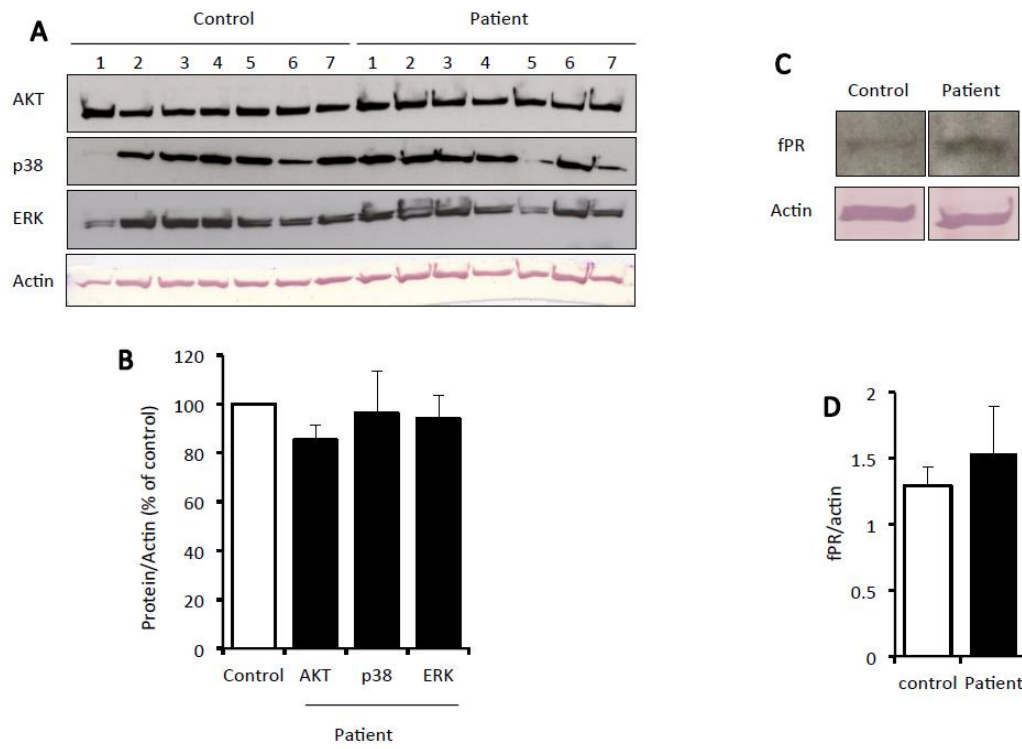 A
Control Patient
1 2 3 4 5 6 7 1 2 3 4 5 6 7
AKT
p38
ERK
Actin
C
Control Patient
fPR
Actin
B
Protein/Actin (% of control)
120
100
80
60
40
20
0
Control AKT p38 ERK
Patient
D
fPR/actin
2
1.5
1
0.5
0
control Patient